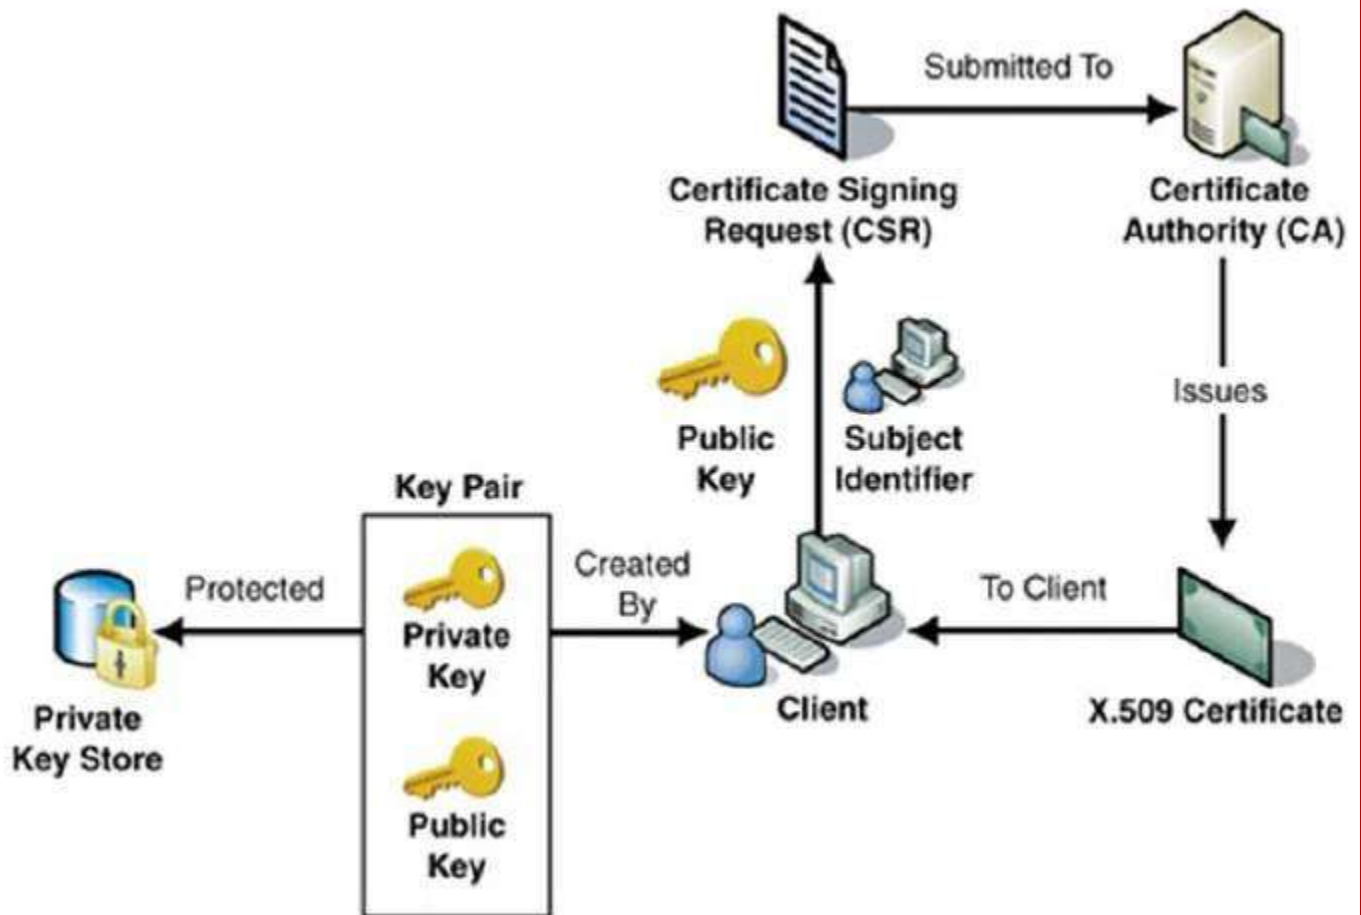 Submitted To
Certificate Signing
Request (CSR)
Certificate
Authority (CA)
Public
Key
Subject
Identifier
Issues
Key Pair
Protected
Private
Key
Created
By
To Client
Private
Key Store
Client
X.509 Certificate
Public
Key